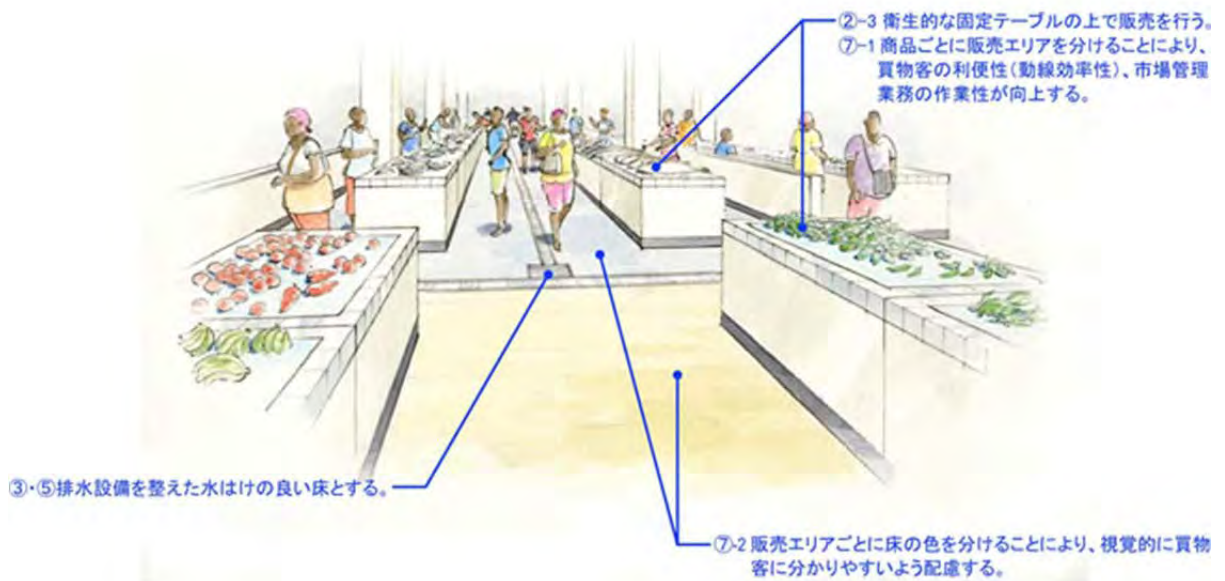 ②-3 衛生的な固定テーブルの上で販売を行う。
⑦-1 商品ごとに販売エリアを分けることにより、
買物客の利便性(動線効率性)、市場管理
業務の作業性が向上する。
③・⑤排水設備を整えた水はけの良い床とする。
⑦-2 販売エリアごとに床の色を分けることにより、視覚的に買物
客に分かりやすいよう配慮する。